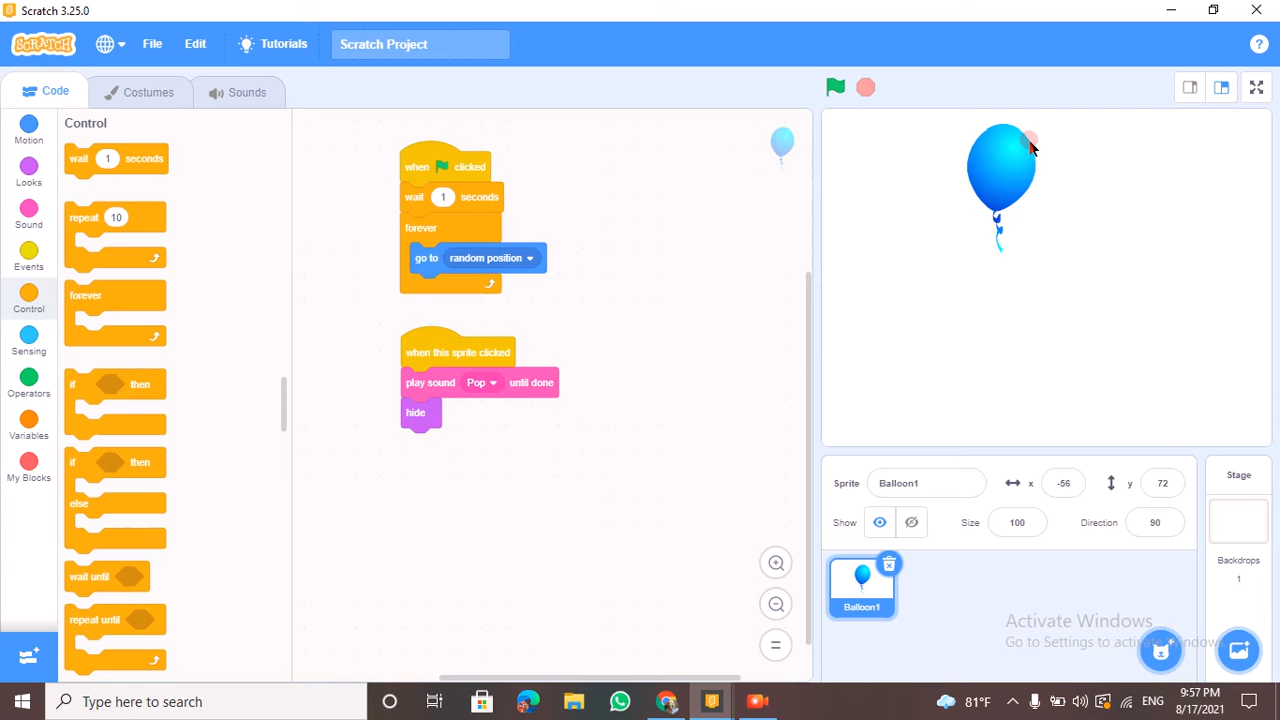 Scratch 3.25.0
SCRATCH File Edit Tutorials Scratch Project ?
Code Costumes Sounds
Motion
Looks
Sound
Events
Control
Sensing
Operators
Variables
My Blocks
Control
wait 1 seconds
repeat 10
forever
if then
if then
else
wait until
repeat until
when clicked
wait 1 seconds
forever
go to random position
when this sprite clicked
play sound Pop until done
hide
Sprite Balloon1 x -56 y 72
Show Size 100 Direction 90
Balloon1
Stage
Backdrops
1
Activate Windows
Go to Settings to activate Windows.
Type here to search
81°F ENG 9:57 PM
8/17/2021